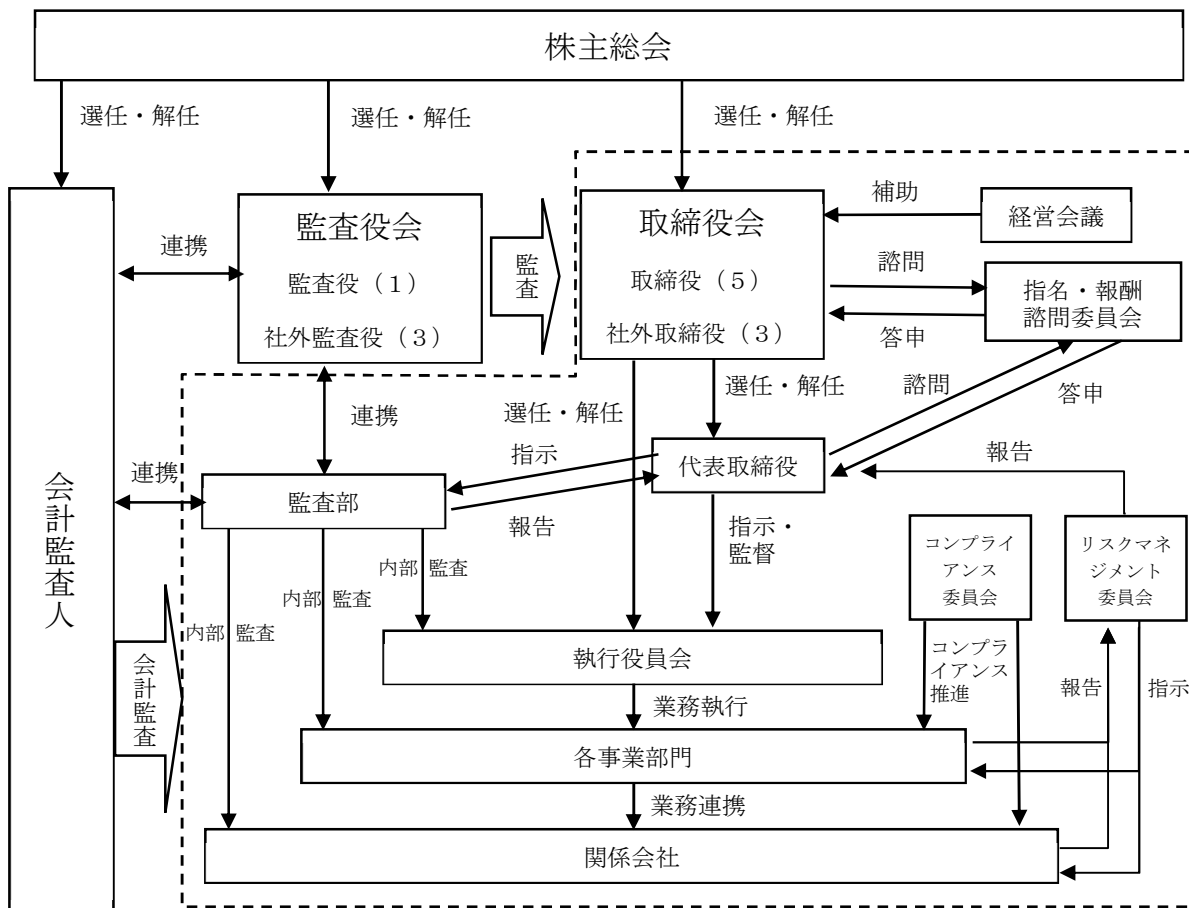 株主総会
選任・解任
選任・解任
選任・解任
監査役会
監査役（１）
社外監査役（３）
監査
取締役会
取締役（５）
社外取締役（３）
補助
経営会議
諮問
答申
指名・報酬
諮問委員会
連携
連携
選任・解任
選任・解任
諮問
答申
会計監査人
連携
監査部
指示
報告
代表取締役
報告
指示・
監督
コンプライ
アンス
委員会
リスクマネ
ジメント
委員会
内部 監査
内部 監査
内部 監査
会計監査
執行役員会
コンプラ
イアンス
推進
報告
指示
業務執行
各事業部門
業務連携
関係会社